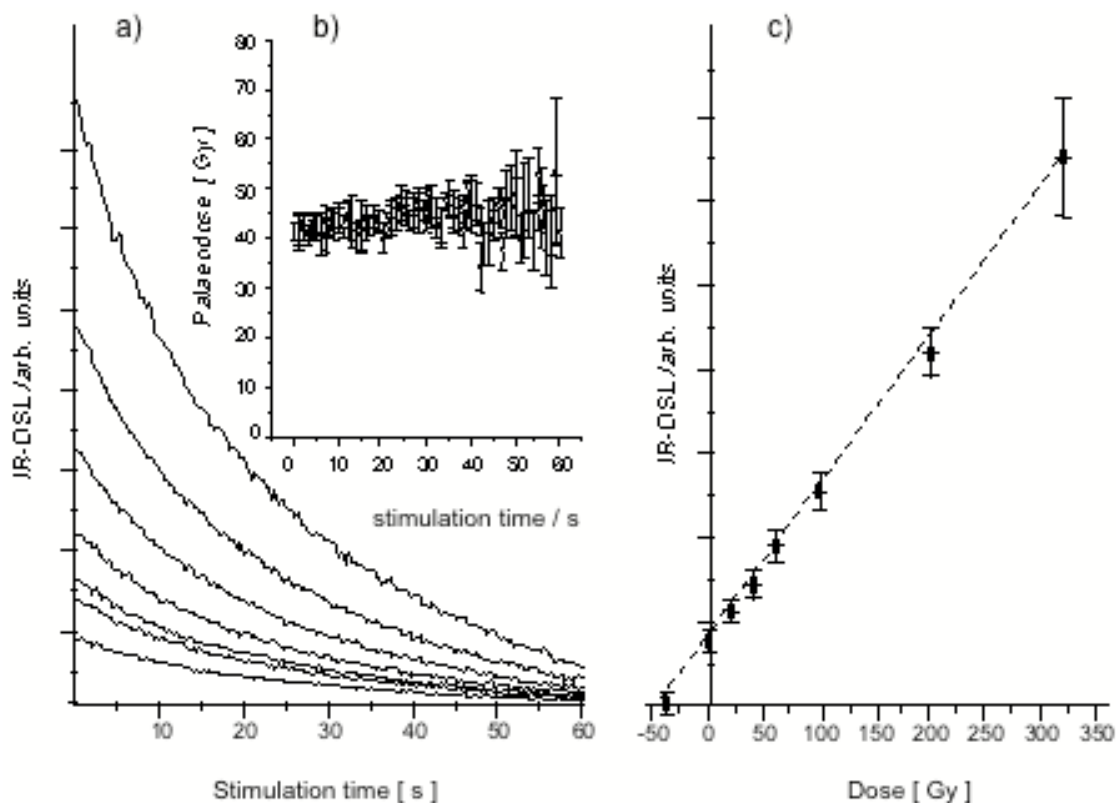 a)
b)
c)
80
70
60
50
40
30
20
10
0
Palaeodose [ Gy ]
0 10 20 30 40 50 60
stimulation time / s
IR-OSL / arb. units
10 20 30 40 50 60
Stimulation time [ s ]
IR-OSL / arb. units
-50 0 50 100 150 200 250 300 350
Dose [ Gy ]